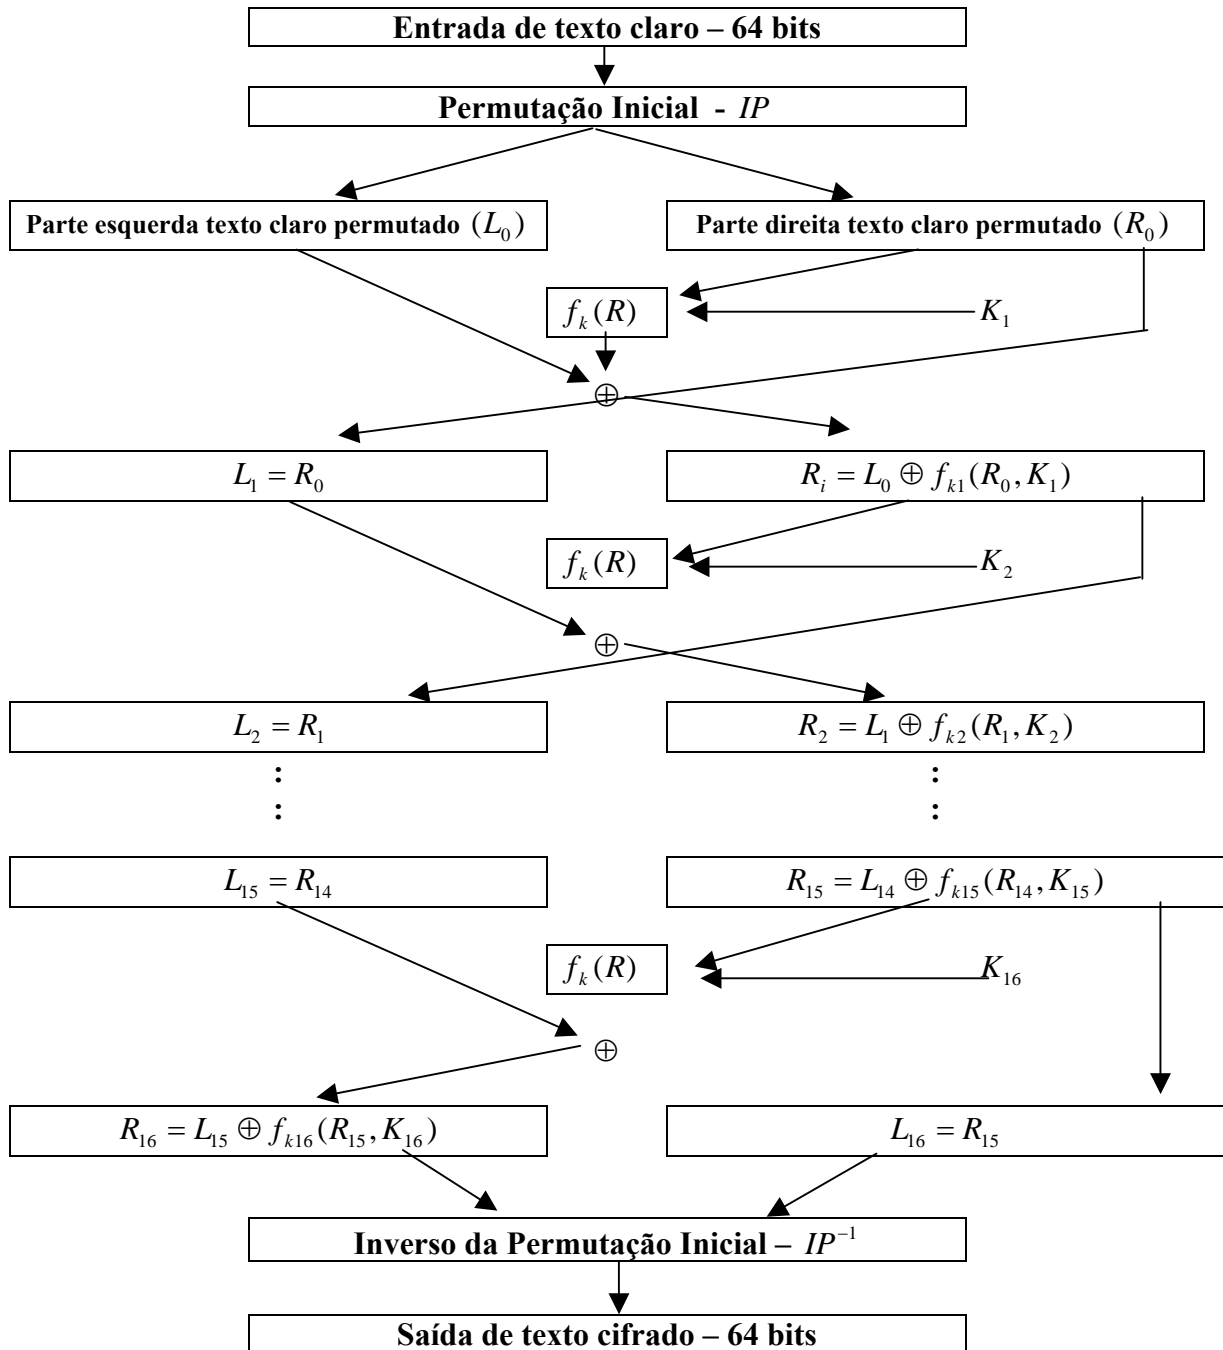 Entrada de texto claro – 64 bits
Permutação Inicial - IP
Parte esquerda texto claro permutado (L₀)
Parte direita texto claro permutado (R₀)
fₖ(R)
K₁
⊕
L₁ = R₀
Rᵢ = L₀ ⊕ fₖ₁(R₀, K₁)
fₖ(R)
K₂
⊕
L₂ = R₁
R₂ = L₁ ⊕ fₖ₂(R₁, K₂)
⋮ ⋮
L₁₅ = R₁₄
R₁₅ = L₁₄ ⊕ fₖ₁₅(R₁₄, K₁₅)
fₖ(R)
K₁₆
⊕
R₁₆ = L₁₅ ⊕ fₖ₁₆(R₁₅, K₁₆)
L₁₆ = R₁₅
Inverso da Permutação Inicial – IP⁻¹
Saída de texto cifrado – 64 bits